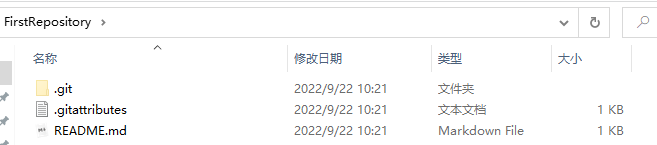 FirstRepository
名称 修改日期 类型 大小
.git 2022/9/22 10:21 文件夹
.gitattributes 2022/9/22 10:21 文本文档 1 KB
README.md 2022/9/22 10:21 Markdown File 1 KB